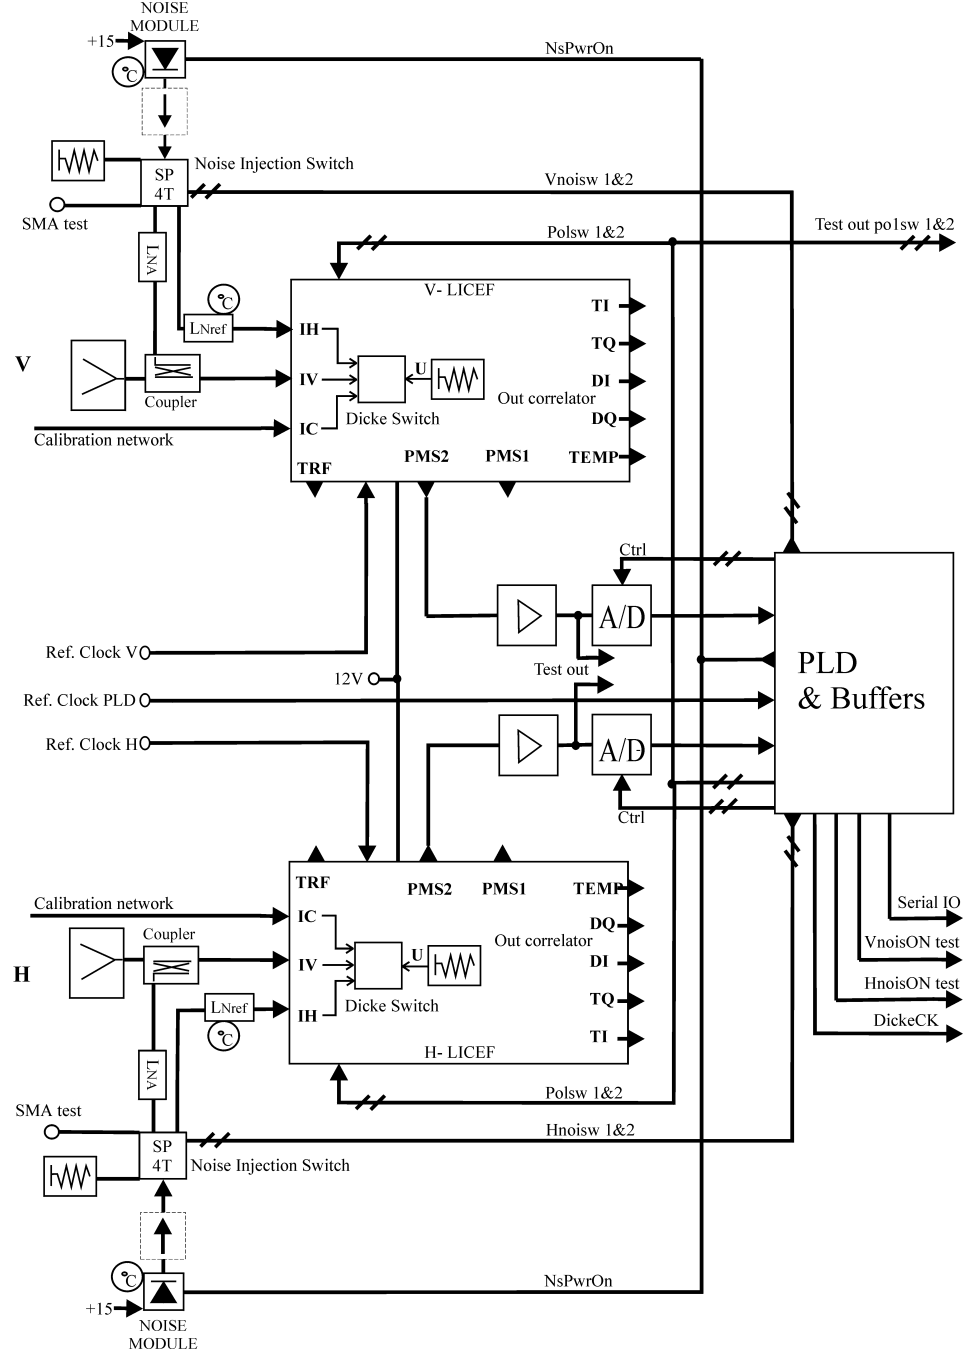 NOISE
MODULE
+15
°C
NsPwrOn
SP
4T
Noise Injection Switch
Vnoisw 1&2
SMA test
Polsw 1&2
Test out po1sw 1&2
LNA
°C
LNref
V- LICEF
IH
IV
IC
U
Dicke Switch
Out correlator
TI
TQ
DI
DQ
TEMP
TRF
PMS2
PMS1
V
Coupler
Calibration network
Ctrl
A/D
Ref. Clock V
Test out
12V
PLD
& Buffers
Ref. Clock PLD
Ref. Clock H
A/D
Ctrl
TRF
PMS2
PMS1
TEMP
DQ
DI
TQ
TI
Calibration network
IC
IV
IH
U
Out correlator
Dicke Switch
Coupler
H
LNref
°C
H- LICEF
LNA
Serial IO
VnoisON test
HnoisON test
DickeCK
Polsw 1&2
SMA test
Hnoisw 1&2
SP
4T
Noise Injection Switch
°C
NsPwrOn
+15
NOISE
MODULE